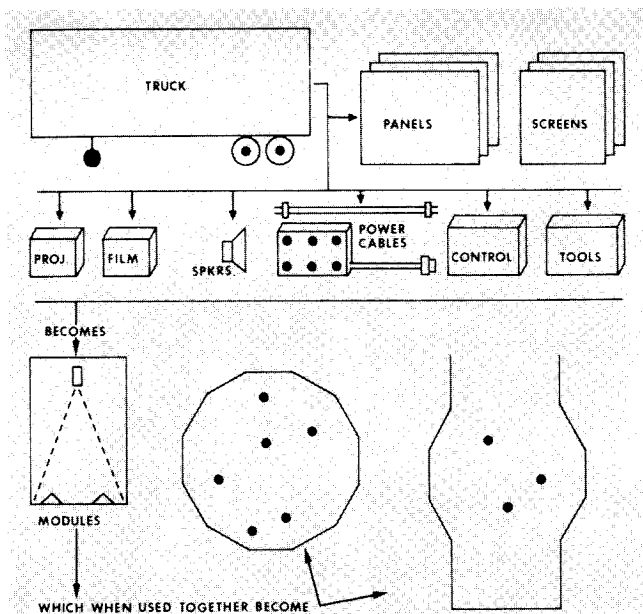 TRUCK
PANELS
SCREENS
PROJ.
FILM
SPKRS.
POWER
CABLES
CONTROL
TOOLS
BECOMES
MODULES
WHICH WHEN USED TOGETHER BECOME